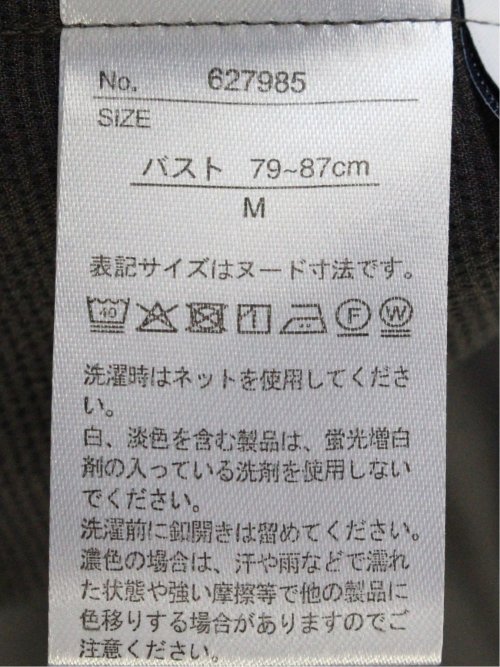 No. 627985
SIZE
バスト 79~87cm
M
表記サイズはヌード寸法です。
40 F W
洗濯時はネットを使用してくださ
い。
白、淡色を含む製品は、蛍光増白
剤の入っている洗剤を使用しない
でください。
洗濯前に釦開きは留めてください。
濃色の場合は、汗や雨などで濡れ
た状態や強い摩擦等で他の製品に
色移りする場合がありますのでご
注意ください。